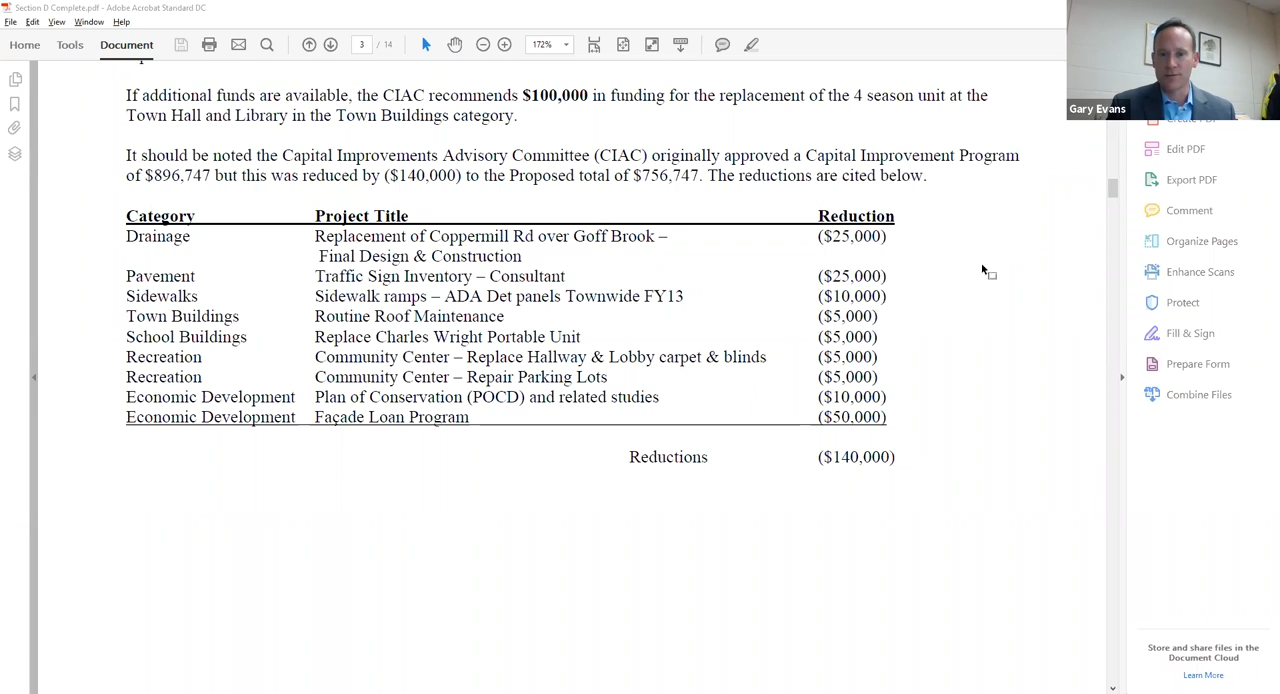 Section D Complete.pdf - Adobe Acrobat Standard DC
File Edit View Window Help
Home Tools Document 3 / 14 172%
If additional funds are available, the CIAC recommends $100,000 in funding for the replacement of the 4 season unit at the
Town Hall and Library in the Town Buildings category.
It should be noted the Capital Improvements Advisory Committee (CIAC) originally approved a Capital Improvement Program
of $896,747 but this was reduced by ($140,000) to the Proposed total of $756,747. The reductions are cited below.
Category Project Title Reduction
Drainage Replacement of Coppermill Rd over Goff Brook – ($25,000)
Final Design & Construction
Pavement Traffic Sign Inventory – Consultant ($25,000)
Sidewalks Sidewalk ramps – ADA Det panels Townwide FY13 ($10,000)
Town Buildings Routine Roof Maintenance ($5,000)
School Buildings Replace Charles Wright Portable Unit ($5,000)
Recreation Community Center – Replace Hallway & Lobby carpet & blinds ($5,000)
Recreation Community Center – Repair Parking Lots ($5,000)
Economic Development Plan of Conservation (POCD) and related studies ($10,000)
Economic Development Façade Loan Program ($50,000)
Reductions ($140,000)
Gary Evans
Edit PDF
Export PDF
Comment
Organize Pages
Enhance Scans
Protect
Fill & Sign
Prepare Form
Combine Files
Store and share files in the
Document Cloud
Learn More